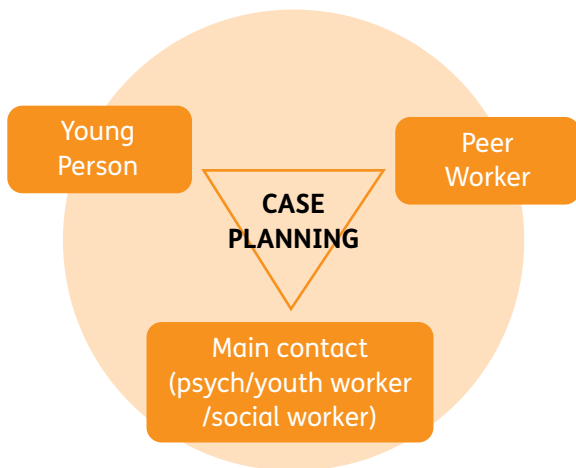 Young
Person
Peer
Worker
CASE
PLANNING
Main contact
(psych/youth worker
/social worker)